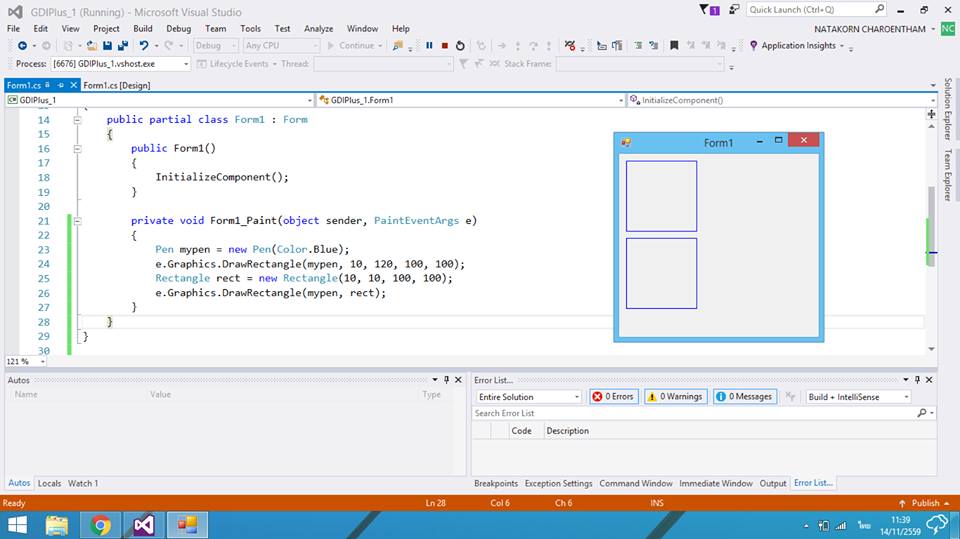 GDIPlus_1 (Running) - Microsoft Visual Studio
1
Quick Launch (Ctrl+Q)
File Edit View Project Build Debug Team Tools Test Analyze Window Help
NATAKORN CHAROENTHAM NC
Debug Any CPU Continue Application Insights
Process: [6676] GDIPlus_1.vshost.exe Lifecycle Events Thread: Stack Frame:
Form1.cs Form1.cs [Design]
GDIPlus_1 GDIPlus_1.Form1 InitializeComponent()
Solution Explorer
Team Explorer
14 public partial class Form1 : Form
15 {
16 public Form1()
17 {
18 InitializeComponent();
19 }
20
21 private void Form1_Paint(object sender, PaintEventArgs e)
22 {
23 Pen mypen = new Pen(Color.Blue);
24 e.Graphics.DrawRectangle(mypen, 10, 120, 100, 100);
25 Rectangle rect = new Rectangle(10, 10, 100, 100);
26 e.Graphics.DrawRectangle(mypen, rect);
27 }
28 }
29 }
30
Form1
121 %
Autos
Name Value Type
Error List...
Entire Solution 0 Errors 0 Warnings 0 Messages Build + IntelliSense
Search Error List
Code Description
Autos Locals Watch 1
Breakpoints Exception Settings Command Window Immediate Window Output Error List...
Ready Ln 28 Col 6 Ch 6 INS Publish
ไทย
11:39
14/11/2559